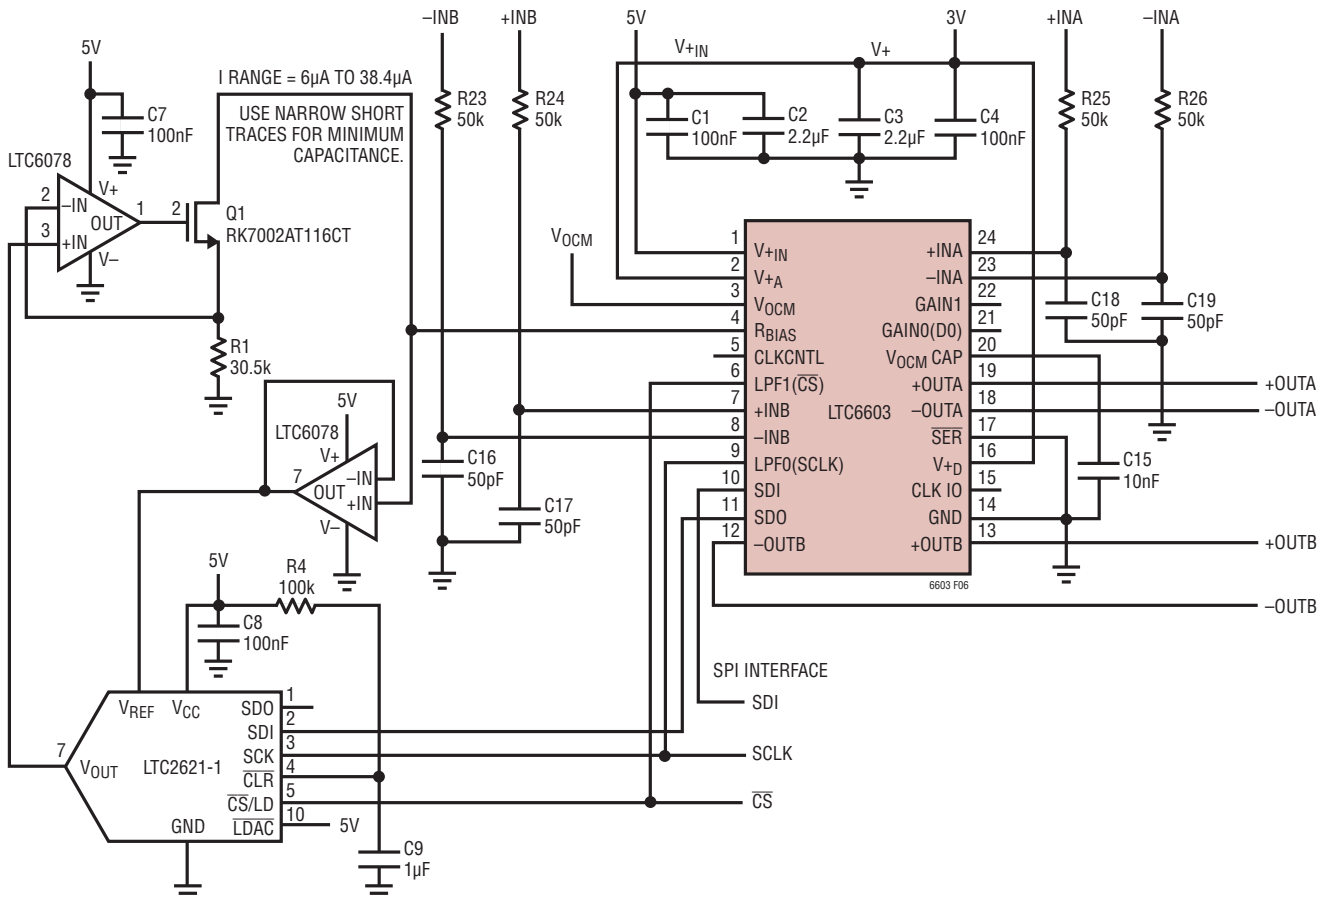 –INB
+INB
5V
3V
+INA
–INA
5V
V+IN
V+
I RANGE = 6µA TO 38.4µA
USE NARROW SHORT
TRACES FOR MINIMUM
CAPACITANCE.
C7
100nF
R23
50k
R24
50k
C1
100nF
C2
2.2µF
C3
2.2µF
C4
100nF
R25
50k
R26
50k
LTC6078
2
–IN
3
+IN
V+
OUT
V–
1
2
Q1
RK7002AT116CT
VOCM
R1
30.5k
1
V+IN
2
V+A
3
VOCM
4
RBIAS
5
CLKCNTL
6
LPF1(C̅S̅)
7
+INB
8
–INB
9
LPF0(SCLK)
10
SDI
11
SDO
12
–OUTB
LTC6603
24
+INA
23
–INA
22
GAIN1
21
GAIN0(D0)
20
VOCM CAP
19
+OUTA
18
–OUTA
17
S̅E̅R̅
16
V+D
15
CLK IO
14
GND
13
+OUTB
6603 F06
C18
50pF
C19
50pF
+OUTA
–OUTA
C15
10nF
+OUTB
–OUTB
5V
LTC6078
V+
7
OUT
–IN
+IN
V–
C16
50pF
C17
50pF
5V
R4
100k
C8
100nF
SPI INTERFACE
SDI
SCLK
C̅S̅
VREF
VCC
7
VOUT
LTC2621-1
GND
1
SDO
2
SDI
3
SCK
4
C̅L̅R̅
5
C̅S̅/LD
10
L̅D̅A̅C̅
5V
C9
1µF